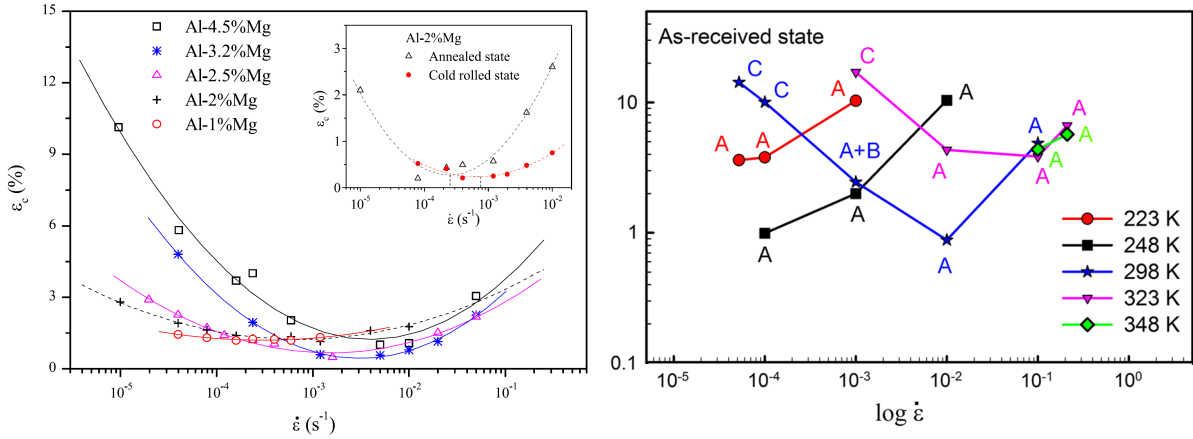 15
12
9
6
3
0
ε_c (%)
Al-4.5%Mg
Al-3.2%Mg
Al-2.5%Mg
Al-2%Mg
Al-1%Mg
10⁻⁵
10⁻⁴
10⁻³
10⁻²
10⁻¹
ε̇ (s⁻¹)
Al-2%Mg
Annealed state
Cold rolled state
3
2
1
0
ε_c (%)
10⁻⁵
10⁻⁴
10⁻³
10⁻²
ε̇ (s⁻¹)
As-received state
10
1
0.1
C
C
C
A
A
A
A
A+B
A
A
A
A
A
A
A
A
A
A
223 K
248 K
298 K
323 K
348 K
10⁻⁵
10⁻⁴
10⁻³
10⁻²
10⁻¹
10⁰
log ε̇